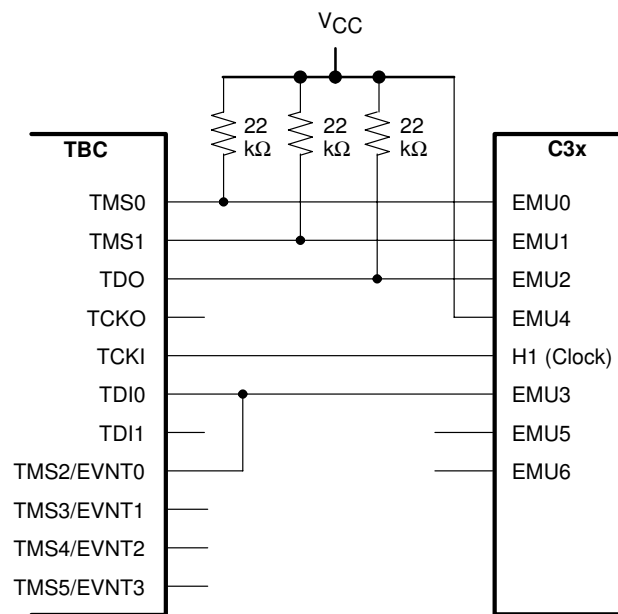 VCC
22 kΩ
22 kΩ
22 kΩ
TBC
TMS0
TMS1
TDO
TCKO
TCKI
TDI0
TDI1
TMS2/EVNT0
TMS3/EVNT1
TMS4/EVNT2
TMS5/EVNT3
C3x
EMU0
EMU1
EMU2
EMU4
H1 (Clock)
EMU3
EMU5
EMU6